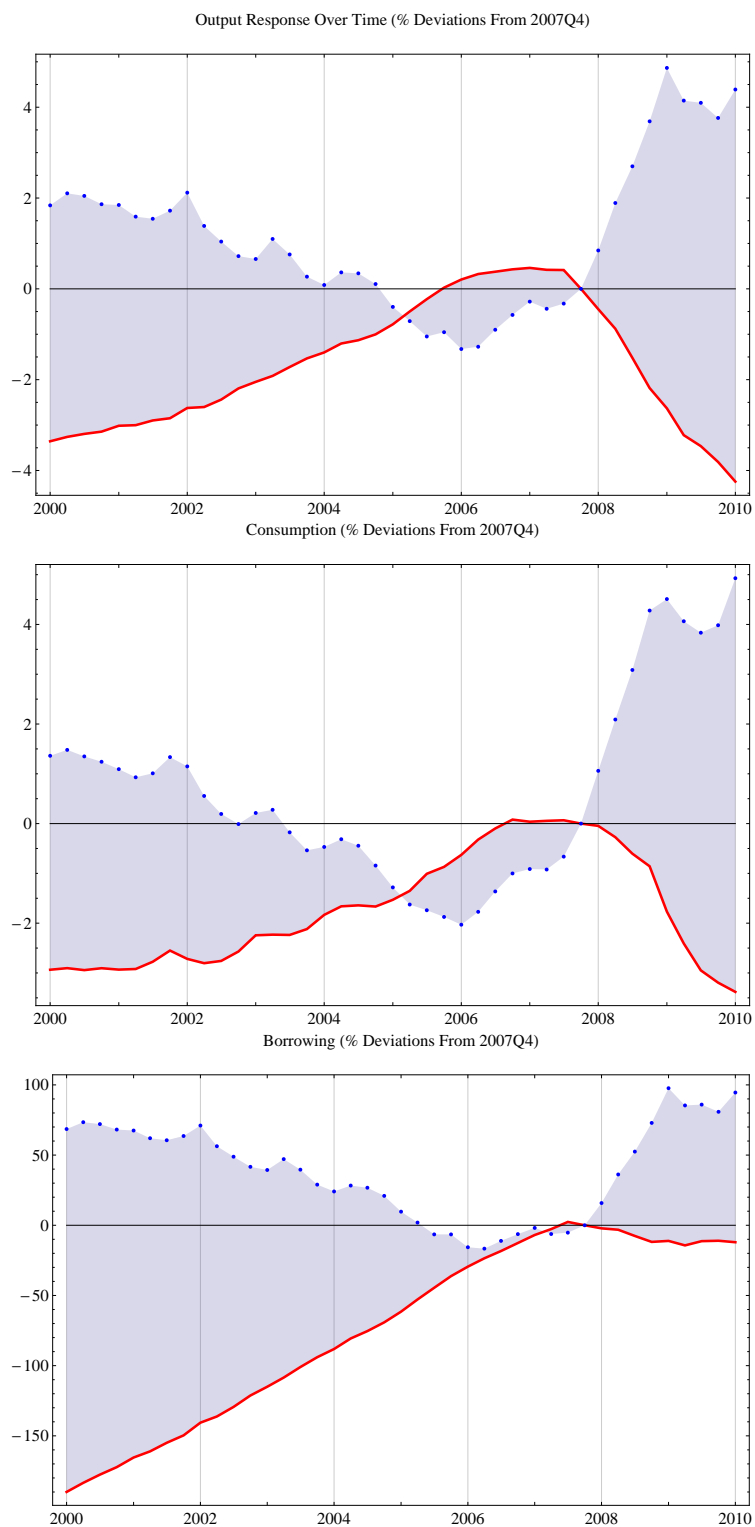 Output Response Over Time (% Deviations From 2007Q4)
4
2
0
−2
−4
2000 2002 2004 2006 2008 2010
Consumption (% Deviations From 2007Q4)
4
2
0
−2
2000 2002 2004 2006 2008 2010
Borrowing (% Deviations From 2007Q4)
100
50
0
−50
−100
−150
2000 2002 2004 2006 2008 2010